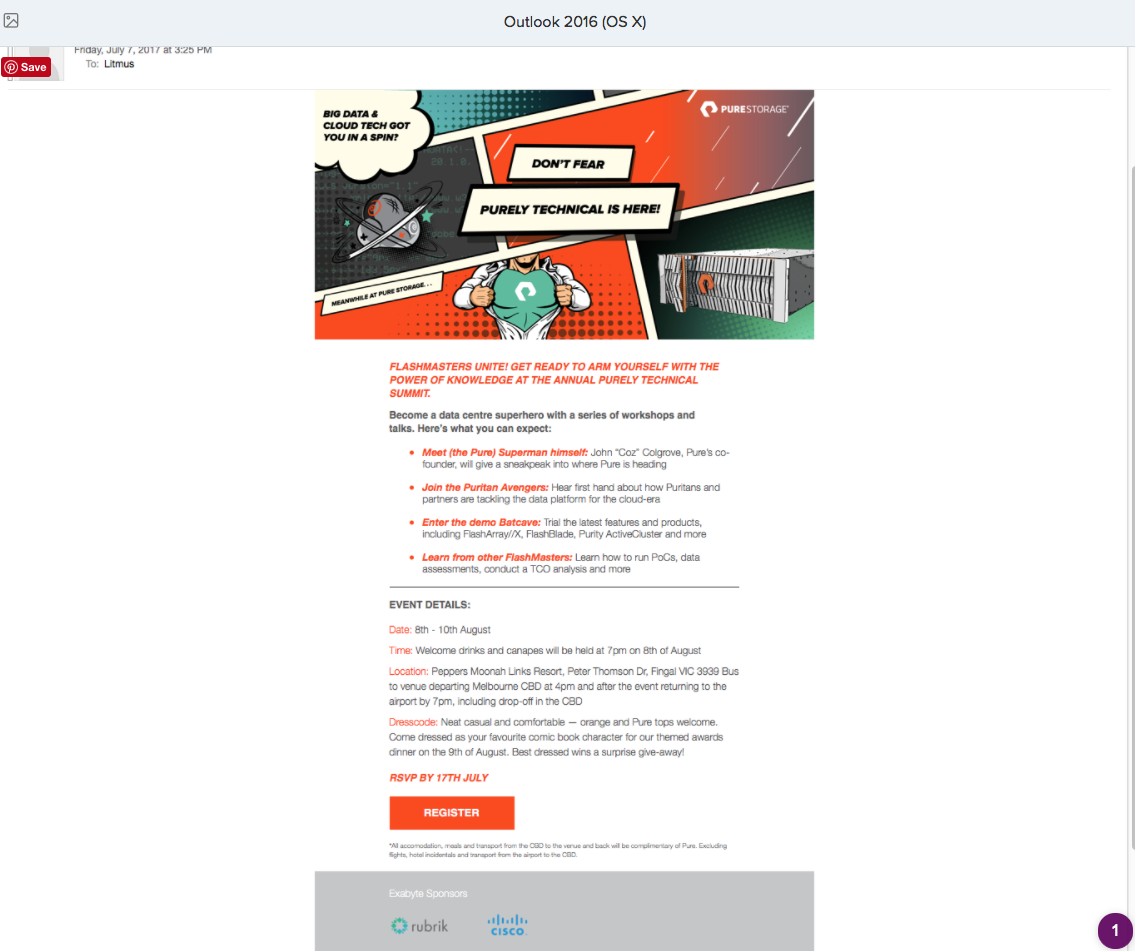 Outlook 2016 (OS X)
Friday, July 7, 2017 at 3:25 PM
Save
To: Litmus
BIG DATA &
CLOUD TECH GOT
YOU IN A SPIN?
PURESTORAGE
DON'T FEAR
PURELY TECHNICAL IS HERE!
MEANWHILE AT PURE STORAGE. . .
FLASHMASTERS UNITE! GET READY TO ARM YOURSELF WITH THE
POWER OF KNOWLEDGE AT THE ANNUAL PURELY TECHNICAL
SUMMIT.
Become a data centre superhero with a series of workshops and
talks. Here's what you can expect:
• Meet (the Pure) Superman himself: John "Coz" Colgrove, Pure's co-
founder, will give a sneakpeak into where Pure is heading
• Join the Puritan Avengers: Hear first hand about how Puritans and
partners are tackling the data platform for the cloud-era
• Enter the demo Batcave: Trial the latest features and products,
including FlashArray//X, FlashBlade, Purity ActiveCluster and more
• Learn from other FlashMasters: Learn how to run PoCs, data
assessments, conduct a TCO analysis and more
EVENT DETAILS:
Date: 8th - 10th August
Time: Welcome drinks and canapes will be held at 7pm on 8th of August
Location: Peppers Moonah Links Resort, Peter Thomson Dr, Fingal VIC 3939 Bus
to venue departing Melbourne CBD at 4pm and after the event returning to the
airport by 7pm, including drop-off in the CBD
Dresscode: Neat casual and comfortable — orange and Pure tops welcome.
Come dressed as your favourite comic book character for our themed awards
dinner on the 9th of August. Best dressed wins a surprise give-away!
RSVP BY 17TH JULY
REGISTER
*All accomodation, meals and transport from the CBD to the venue and back will be complimentary of Pure. Excluding
flights, hotel incidentals and transport from the airport to the CBD.
Exabyte Sponsors
rubrik
CISCO
1